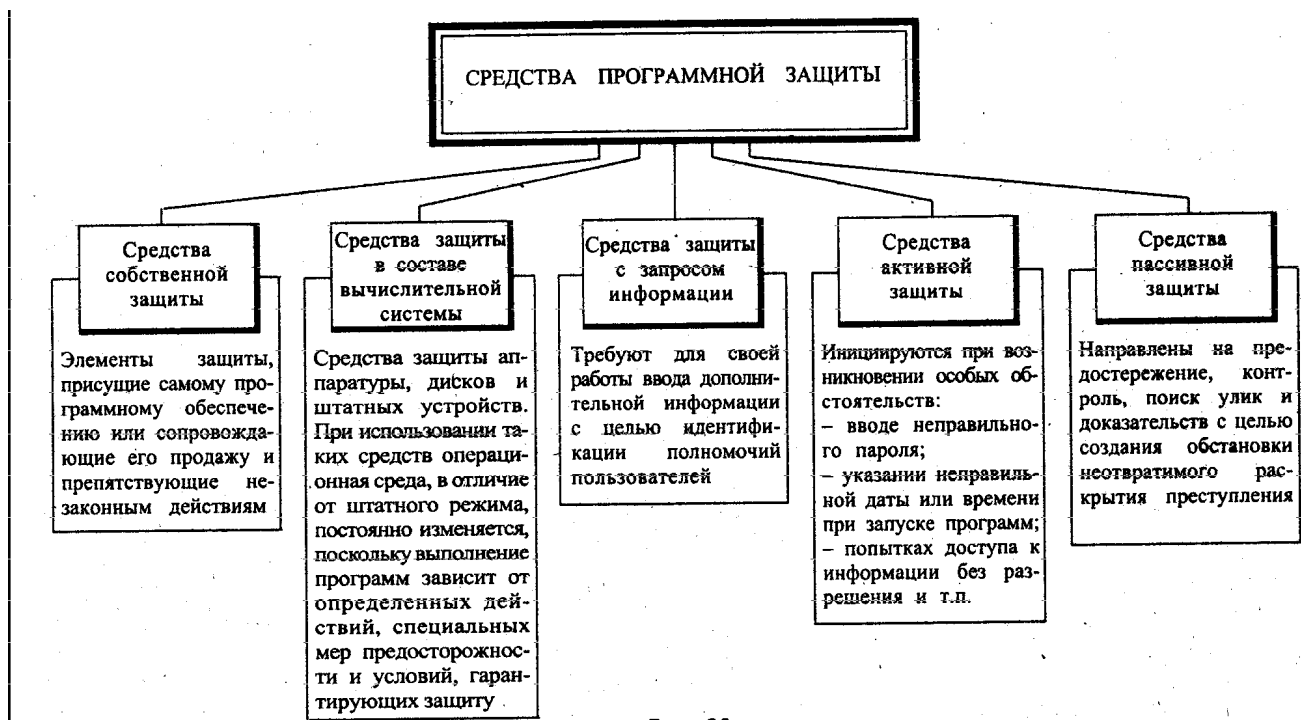 СРЕДСТВА ПРОГРАММНОЙ ЗАЩИТЫ
Средства
собственной
защиты
Элементы защиты,
присущие самому про-
граммному обеспече-
нию или сопровожда-
ющие его продажу и
препятствующие не-
законным действиям
Средства защиты
в составе
вычислительной
системы
Средства защиты ап-
паратуры, дисков и
штатных устройств.
При использовании та-
ких средств операци-
онная среда, в отличие
от штатного режима,
постоянно изменяется,
поскольку выполнение
программ зависит от
определенных дей-
ствий, специальных
мер предосторожнос-
ти и условий, гаран-
тирующих защиту
Средства защиты
с запросом
информации
Требуют для своей
работы ввода дополни-
тельной информации
с целью идентифи-
кации полномочий
пользователей
Средства
активной
защиты
Инициируются при воз-
никновении особых об-
стоятельств:
– вводе неправильно-
го пароля;
– указании неправиль-
ной даты или времени
при запуске программ;
– попытках доступа к
информации без раз-
решения и т.п.
Средства
пассивной
защиты
Направлены на пре-
достережение, конт-
роль, поиск улик и
доказательств с целью
создания обстановки
неотвратимого рас-
крытия преступления